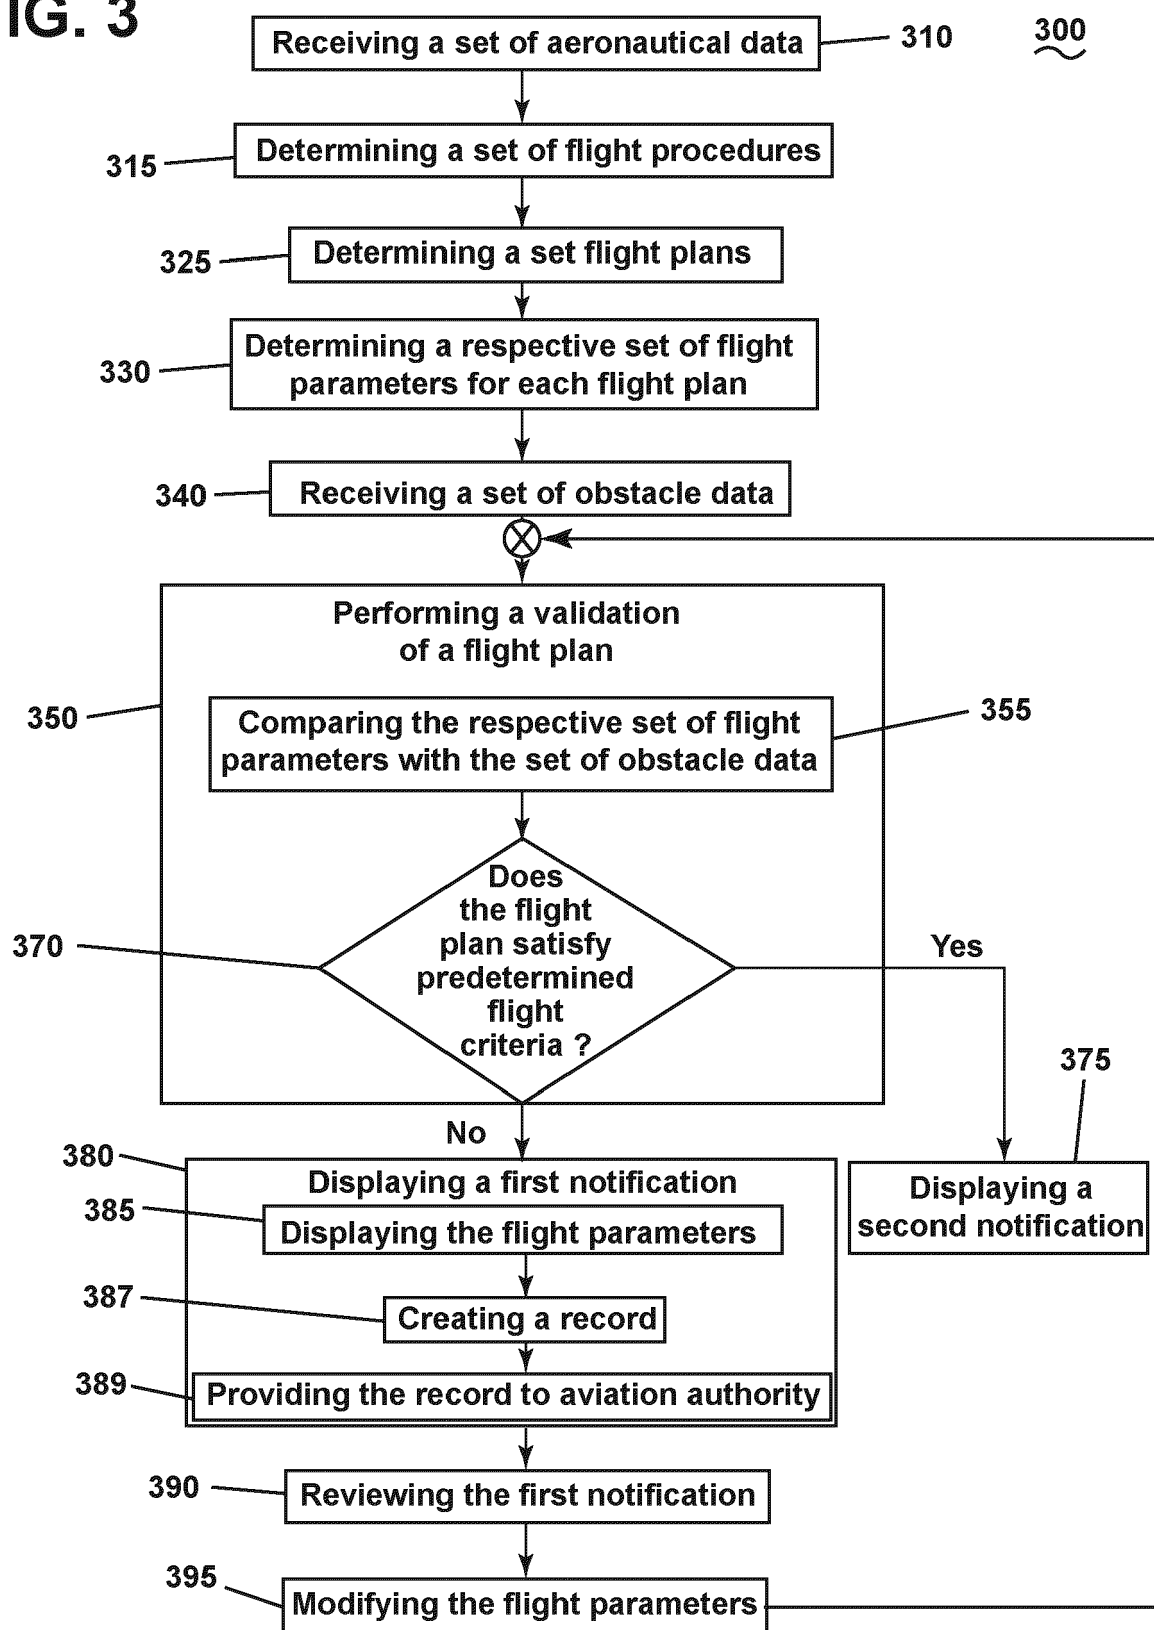 IG. 3
300
Receiving a set of aeronautical data
310
Determining a set of flight procedures
315
Determining a set flight plans
325
Determining a respective set of flight
parameters for each flight plan
330
Receiving a set of obstacle data
340
Performing a validation
of a flight plan
350
Comparing the respective set of flight
parameters with the set of obstacle data
355
Does
the flight
plan satisfy
predetermined
flight
criteria ?
370
Yes
375
No
380
Displaying a first notification
Displaying a
second notification
385
Displaying the flight parameters
387
Creating a record
389
Providing the record to aviation authority
390
Reviewing the first notification
395
Modifying the flight parameters